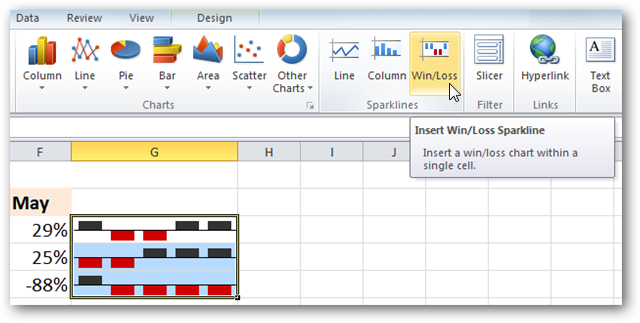 Data Review View Design
Column Line Pie Bar Area Scatter Other Charts Line Column Win/Loss Slicer Hyperlink Text Box
Charts Sparklines Filter Links
Insert Win/Loss Sparkline
Insert a win/loss chart within a
single cell.
F G H I J
May
29%
25%
-88%
A